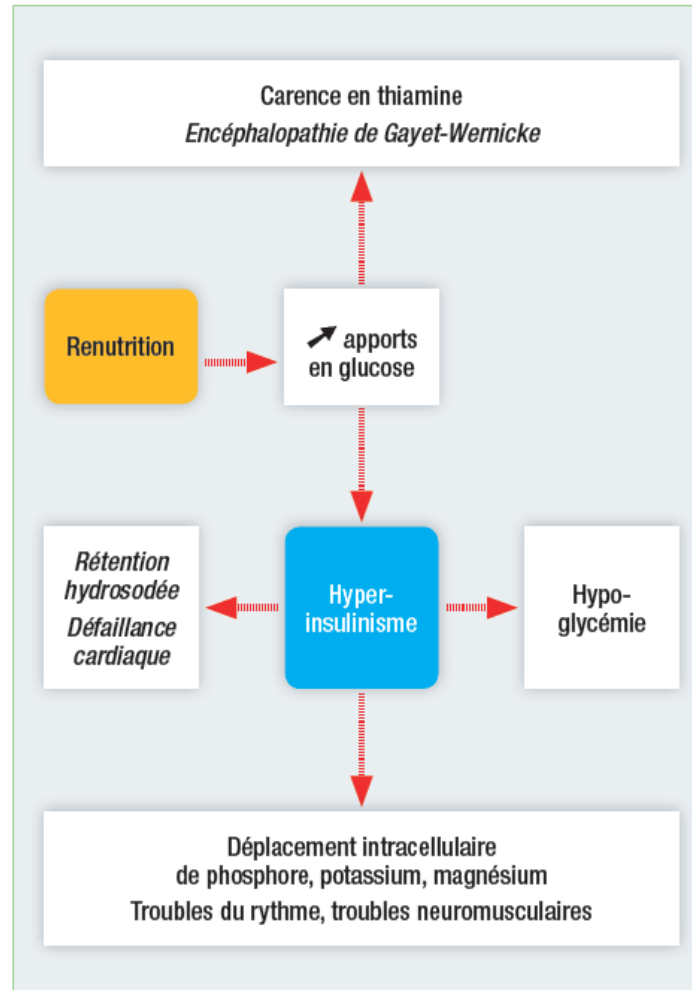 Carence en thiamine
Encéphalopathie de Gayet-Wernicke
Renutrition
apports
en glucose
Rétention
hydrosodée
Défaillance
cardiaque
Hyper-
insulinisme
Hypo-
glycémie
Déplacement intracellulaire
de phosphore, potassium, magnésium
Troubles du rythme, troubles neuromusculaires